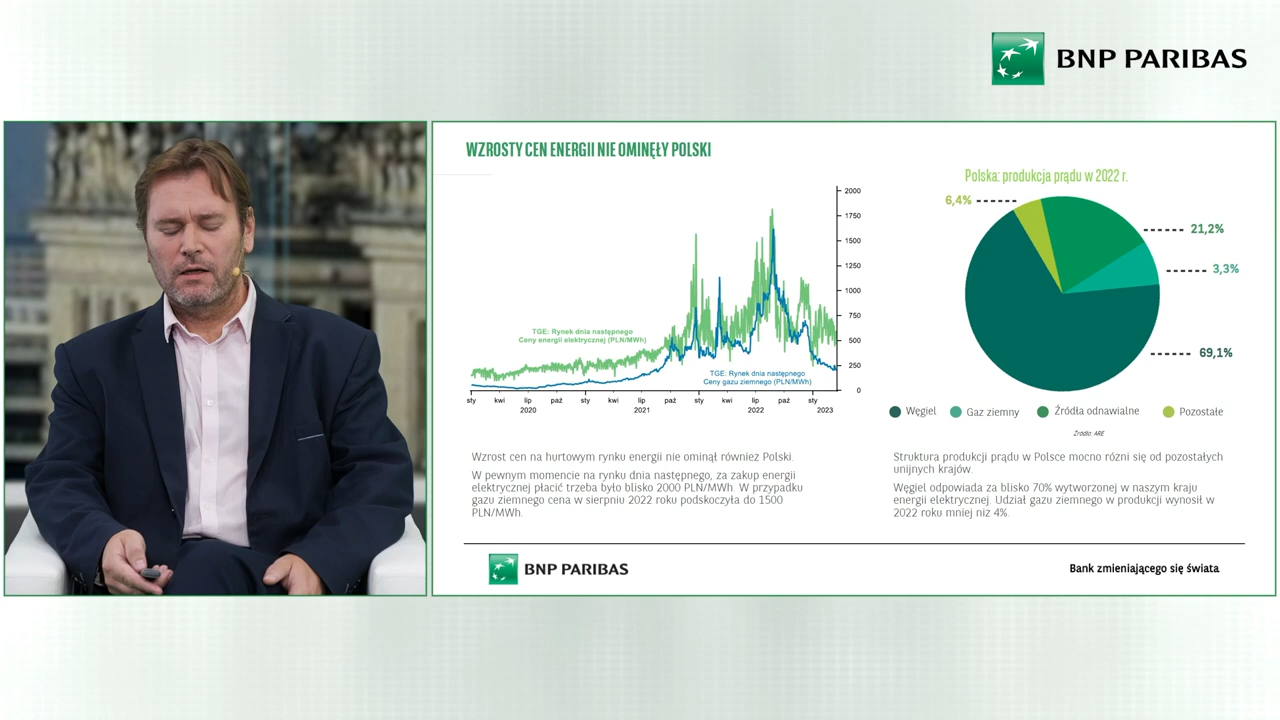 BNP PARIBAS
WZROSTY CEN ENERGII NIE OMINĘŁY POLSKI
2000
1750
1500
1250
1000
750
500
250
0
TGE: Rynek dnia następnego
Ceny energii elektrycznej (PLN/MWh)
TGE: Rynek dnia następnego
Ceny gazu ziemnego (PLN/MWh)
sty kwi lip paź sty kwi lip paź sty kwi lip paź sty
2020 2021 2022 2023
Wzrost cen na hurtowym rynku energii nie ominął również Polski.
W pewnym momencie na rynku dnia następnego, za zakup energii
elektrycznej płacić trzeba było blisko 2000 PLN/MWh. W przypadku
gazu ziemnego cena w sierpniu 2022 roku podskoczyła do 1500
PLN/MWh.
Polska: produkcja prądu w 2022 r.
6,4%
21,2%
3,3%
69,1%
Węgiel Gaz ziemny Źródła odnawialne Pozostałe
Źródło: ARE
Struktura produkcji prądu w Polsce mocno różni się od pozostałych
unijnych krajów.
Węgiel odpowiada za blisko 70% wytworzonej w naszym kraju
energii elektrycznej. Udział gazu ziemnego w produkcji wynosił w
2022 roku mniej niż 4%.
BNP PARIBAS
Bank zmieniającego się świata